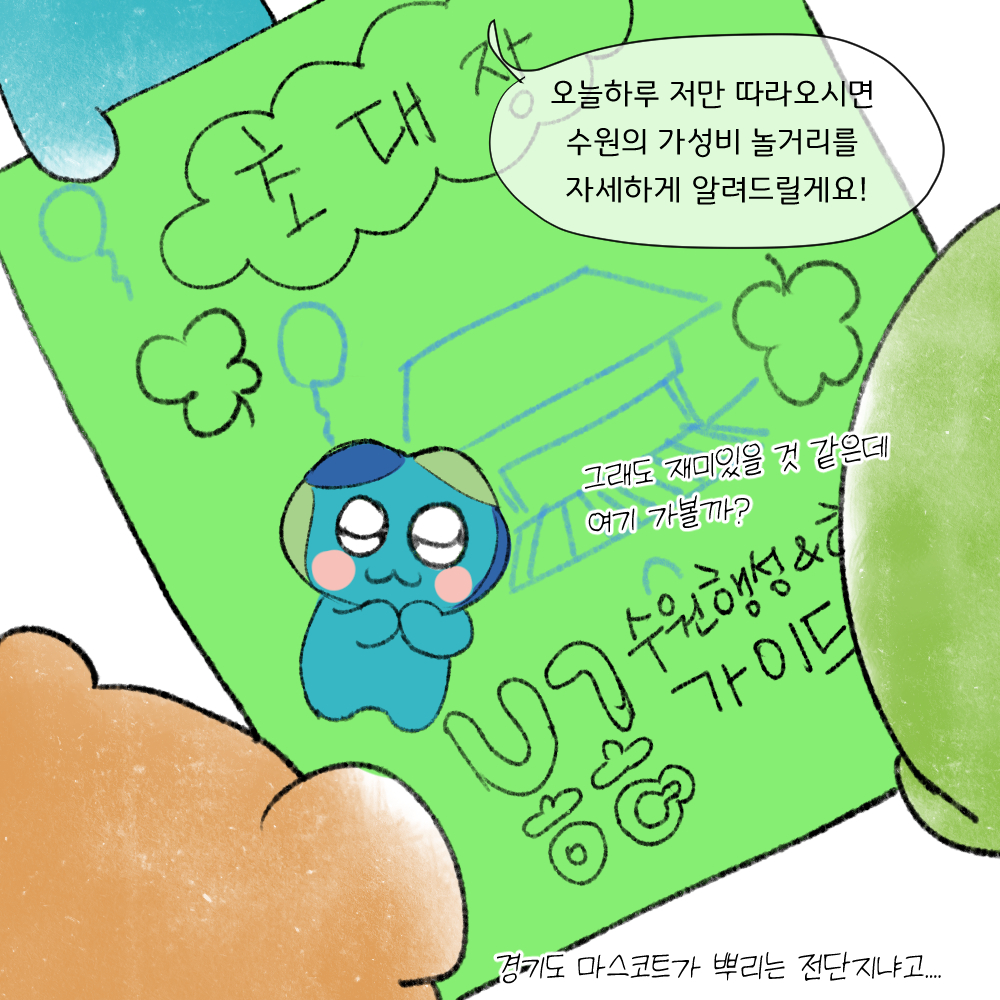 초대장
오늘하루 저만 따라오시면
수원의 가성비 놀거리를
자세하게 알려드릴게요!
그래도 재미있을 것 같은데
여기 가볼까?
수원행성&
가이드
봉공
경기도 마스코트가 뿌리는 전단지냐고....